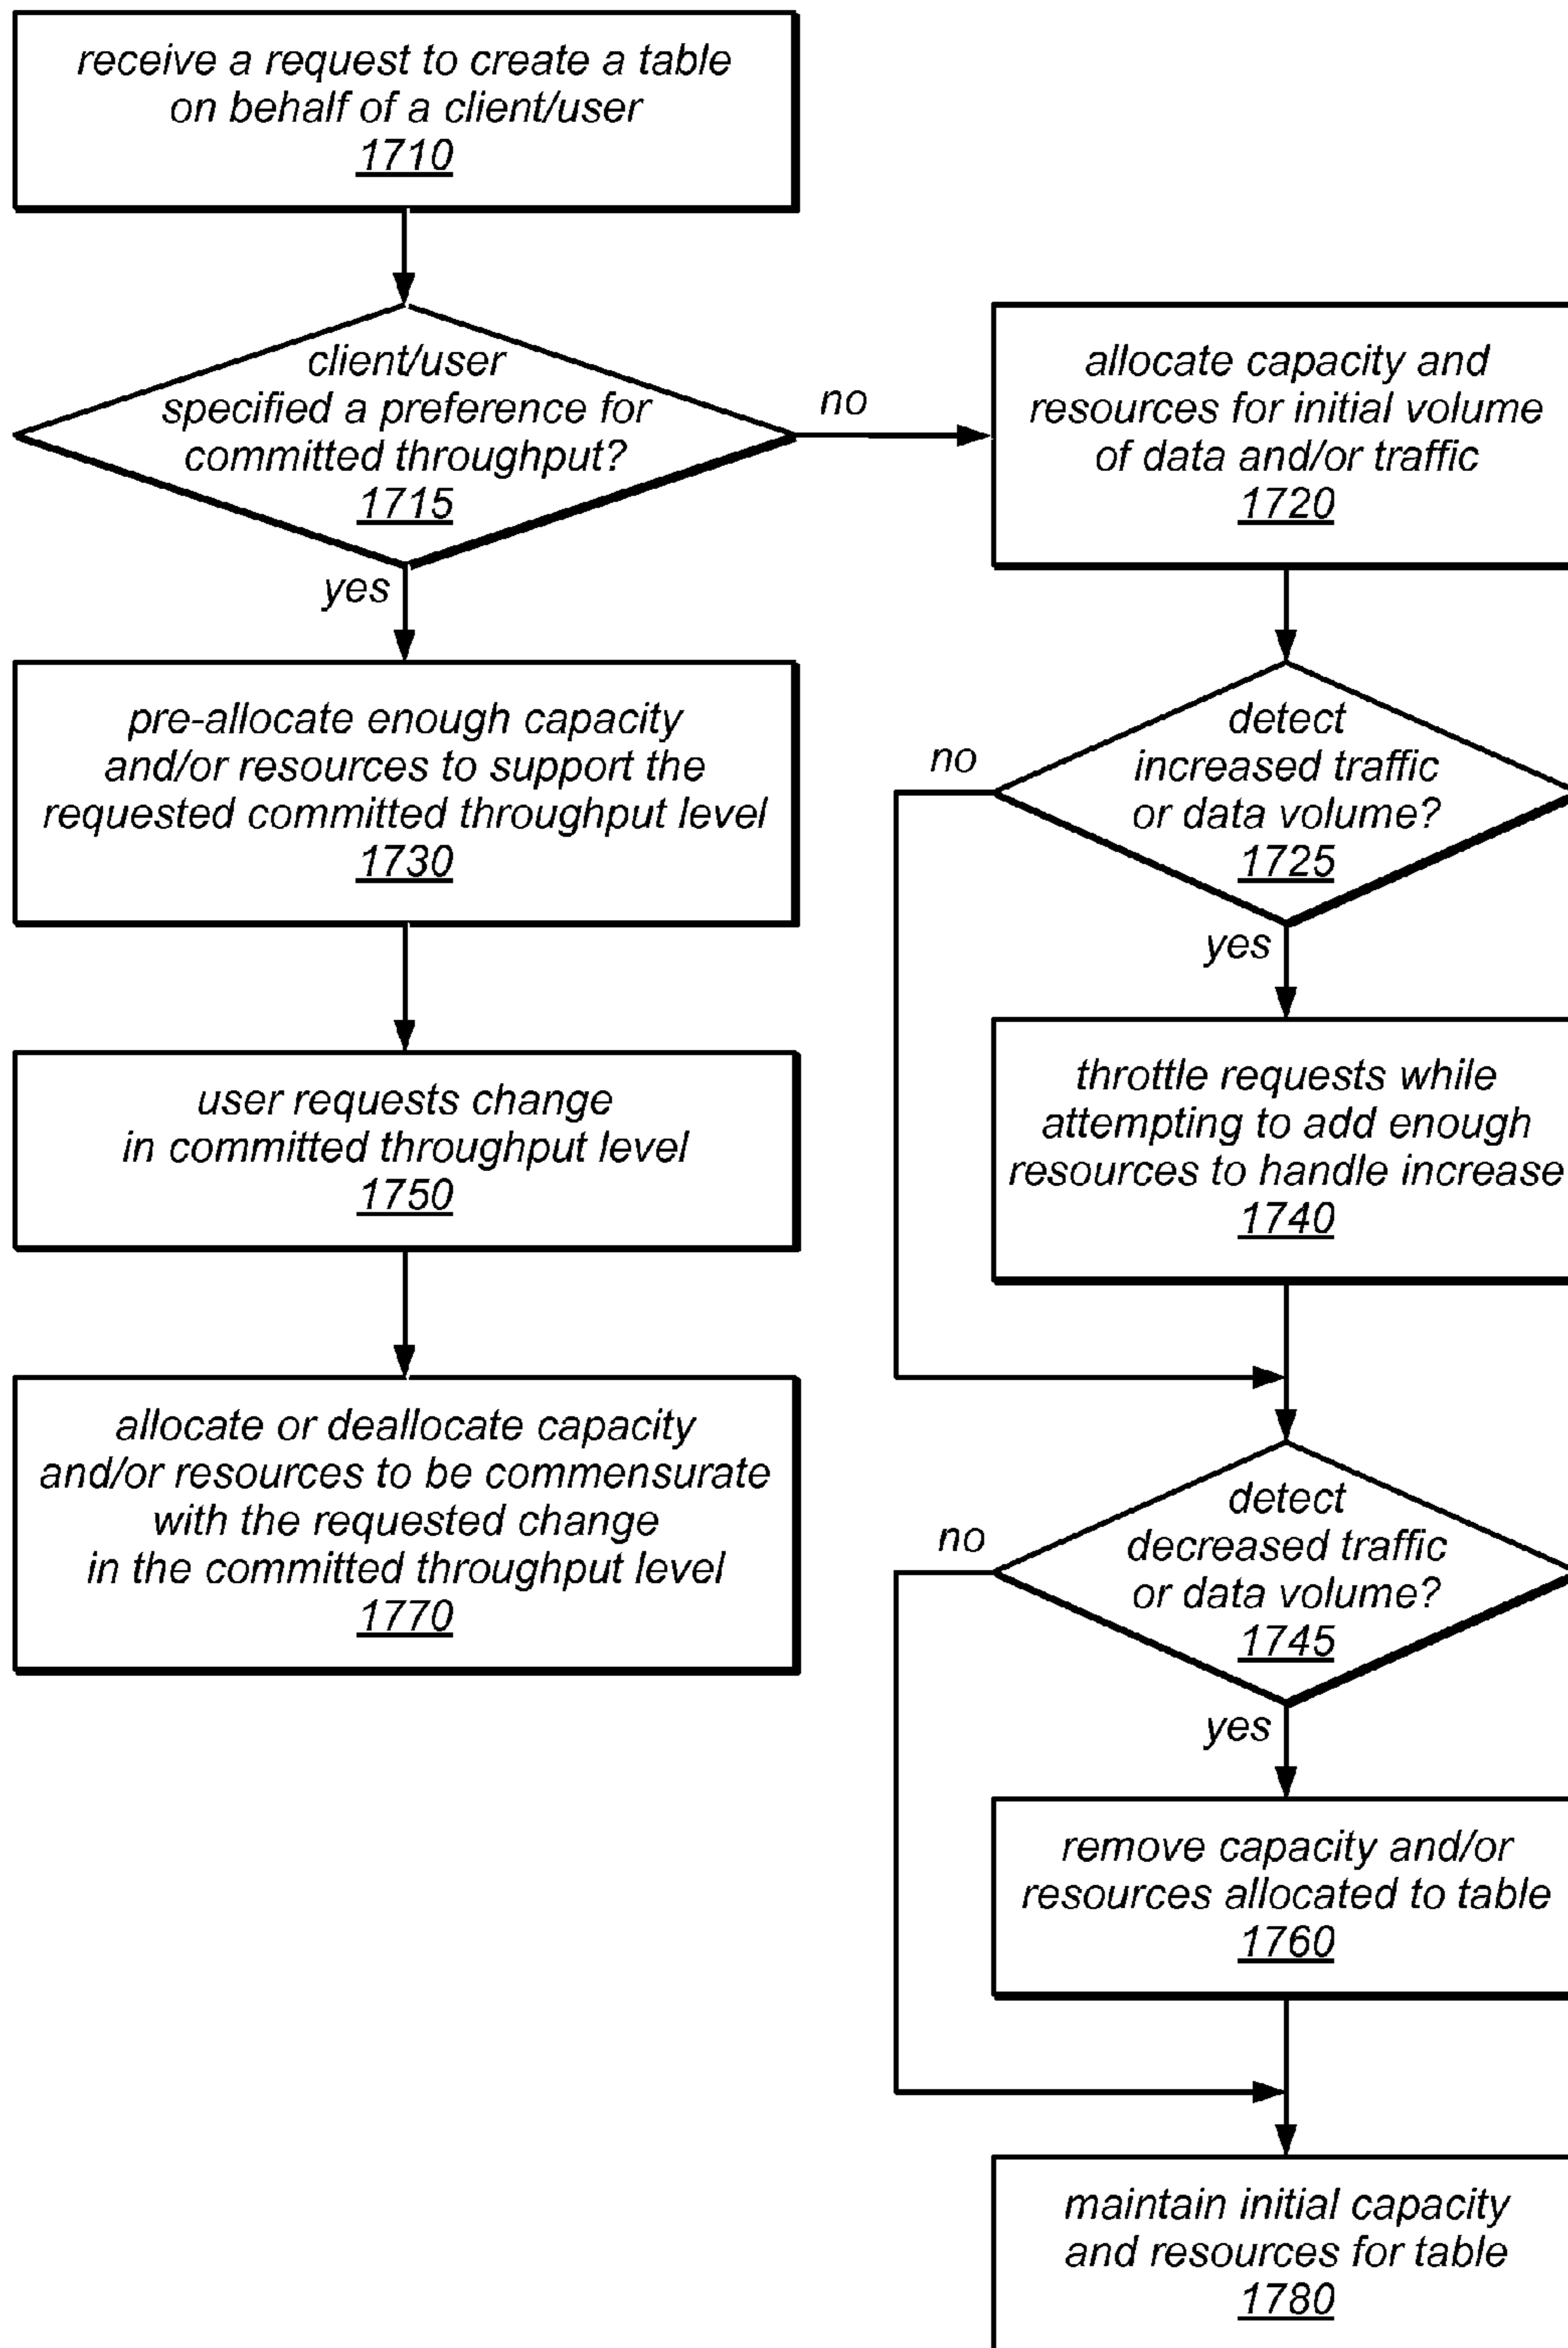 receive a request to create a table
on behalf of a client/user
1710
client/user
specified a preference for
committed throughput?
1715
no
yes
allocate capacity and
resources for initial volume
of data and/or traffic
1720
pre-allocate enough capacity
and/or resources to support the
requested committed throughput level
1730
user requests change
in committed throughput level
1750
allocate or deallocate capacity
and/or resources to be commensurate
with the requested change
in the committed throughput level
1770
detect
increased traffic
or data volume?
1725
no
yes
throttle requests while
attempting to add enough
resources to handle increase
1740
detect
decreased traffic
or data volume?
1745
no
yes
remove capacity and/or
resources allocated to table
1760
maintain initial capacity
and resources for table
1780